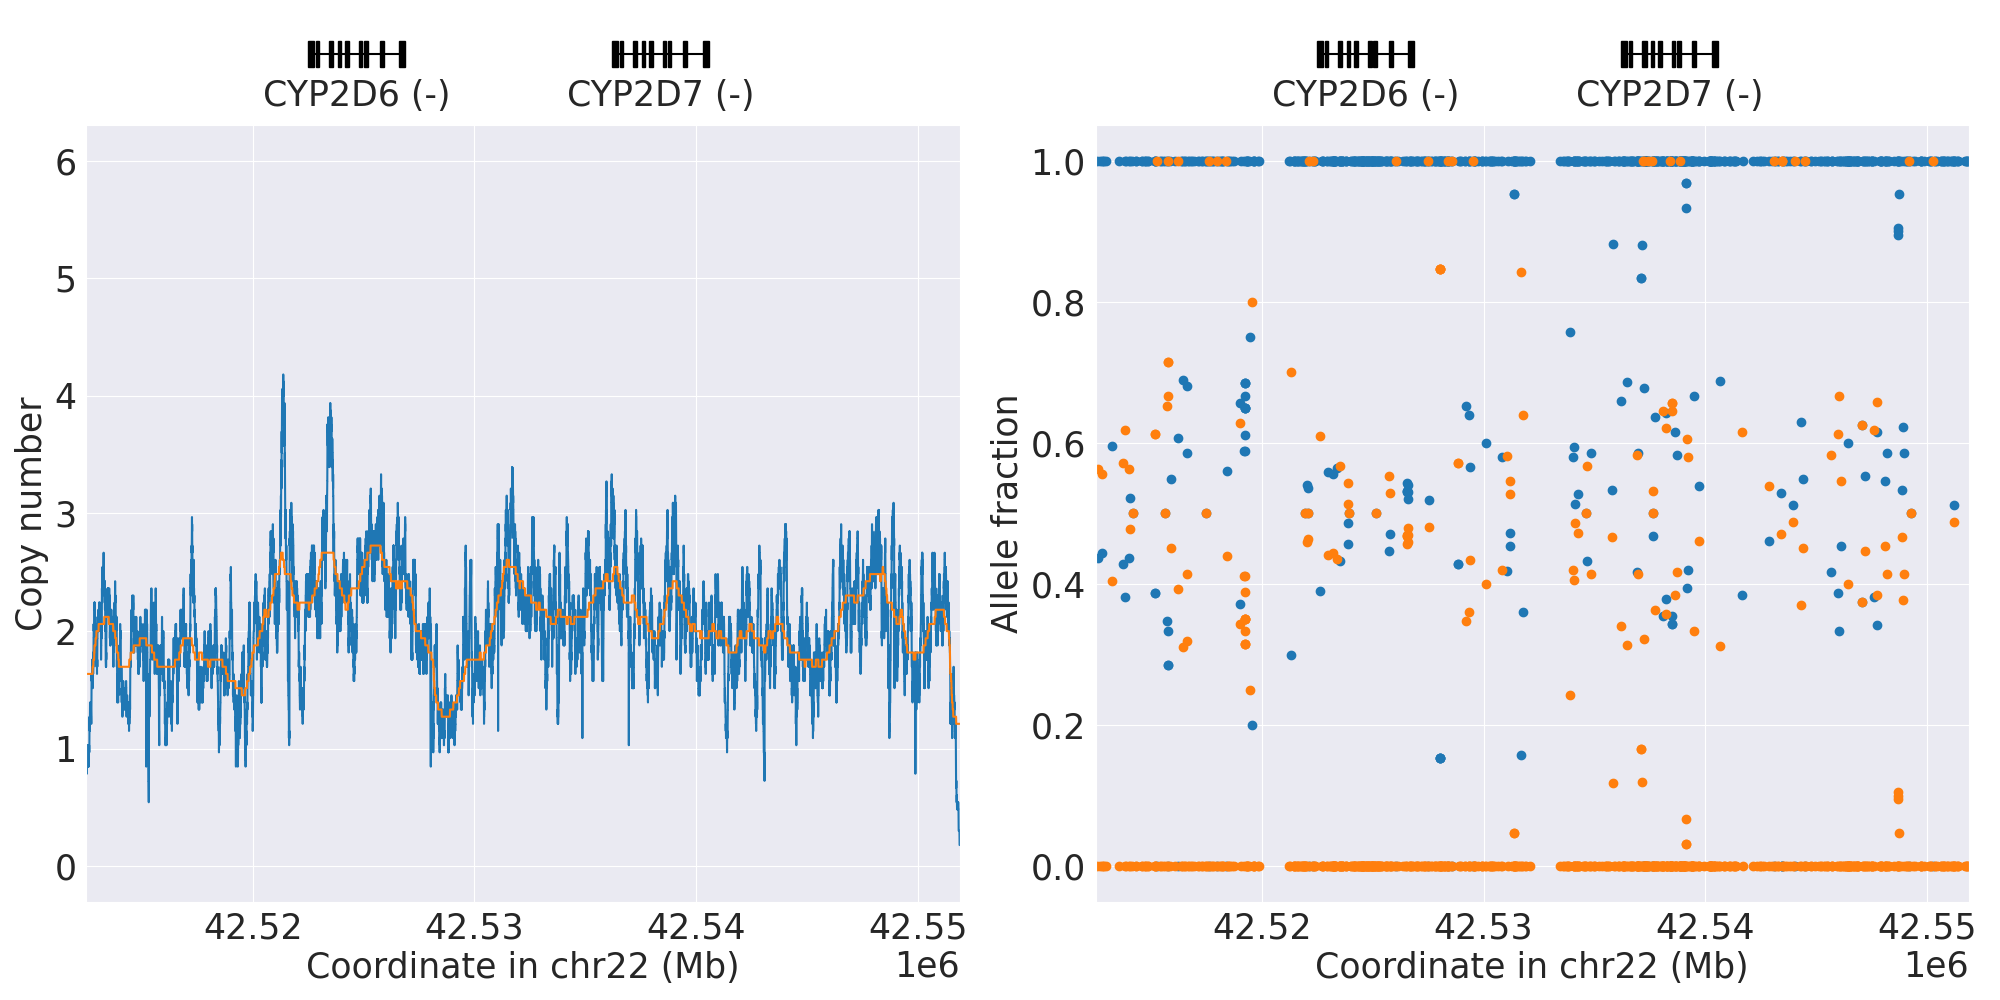 CYP2D6 (-) CYP2D7 (-)
6
5
4
3
2
1
0
Copy number
42.52 42.53 42.54 42.55
Coordinate in chr22 (Mb) 1e6
CYP2D6 (-) CYP2D7 (-)
1.0
0.8
0.6
0.4
0.2
0.0
Allele fraction
42.52 42.53 42.54 42.55
Coordinate in chr22 (Mb) 1e6